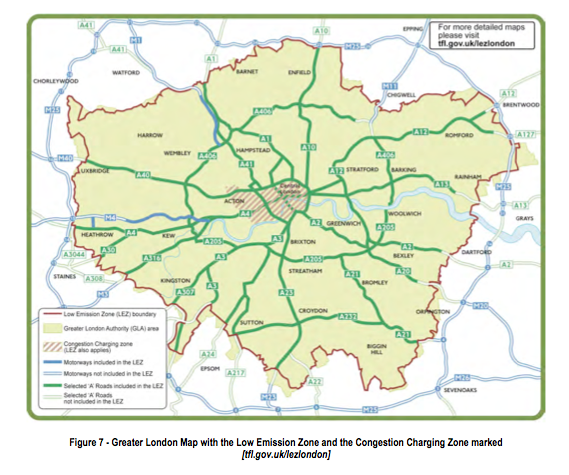 For more detailed maps
please visit
tfl.gov.uk/lezlondon
A41
M1
A10
M25
EPPING
A41
A1
WATFORD
BARNET
ENFIELD
CHORLEYWOOD
M11
CHIGWELL
A12
BRENTWOOD
M25
A406
HARROW
A1
A10
A12
ROMFORD
A127
WEMBLEY
A406
HAMPSTEAD
A406
M40
A41
UXBRIDGE
A40
A12
STRATFORD
BARKING
RAINHAM
M25
A13
Central
London
ACTON
A4
M4
WOOLWICH
A13
GRAYS
A2
GREENWICH
A205
HEATHROW
A4
KEW
A205
A3
BRIXTON
A30
A316
A3
A205
A2
BEXLEY
DARTFORD
A3044
STAINES
A308
STREATHAM
A21
A20
A2
KINGSTON
BROMLEY
M3
A307
A3
A23
M20
CROYDON
ORPINGTON
SUTTON
A232
A21
A24
EPSOM
BIGGIN
HILL
A217
A22
M25
M25
M26
SEVENOAKS
Low Emission Zone (LEZ) boundary
Greater London Authority (GLA) area
Congestion Charging zone
(LEZ also applies)
Motorways included in the LEZ
Motorways not included in the LEZ
Selected 'A' Roads included in the LEZ
Selected 'A' Roads
not included in the LEZ
Figure 7 - Greater London Map with the Low Emission Zone and the Congestion Charging Zone marked
[tfl.gov.uk/lezlondon]